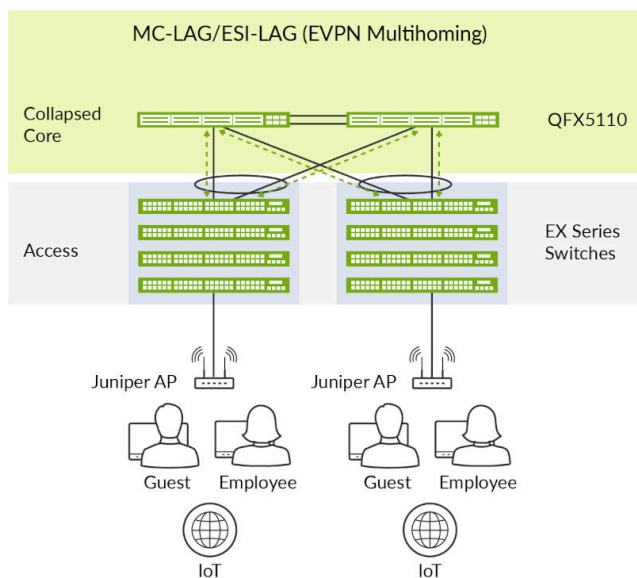 MC-LAG/ESI-LAG (EVPN Multihoming)
Collapsed
Core
QFX5110
Access
EX Series
Switches
Juniper AP
Juniper AP
Guest
Employee
Guest
Employee
IoT
IoT